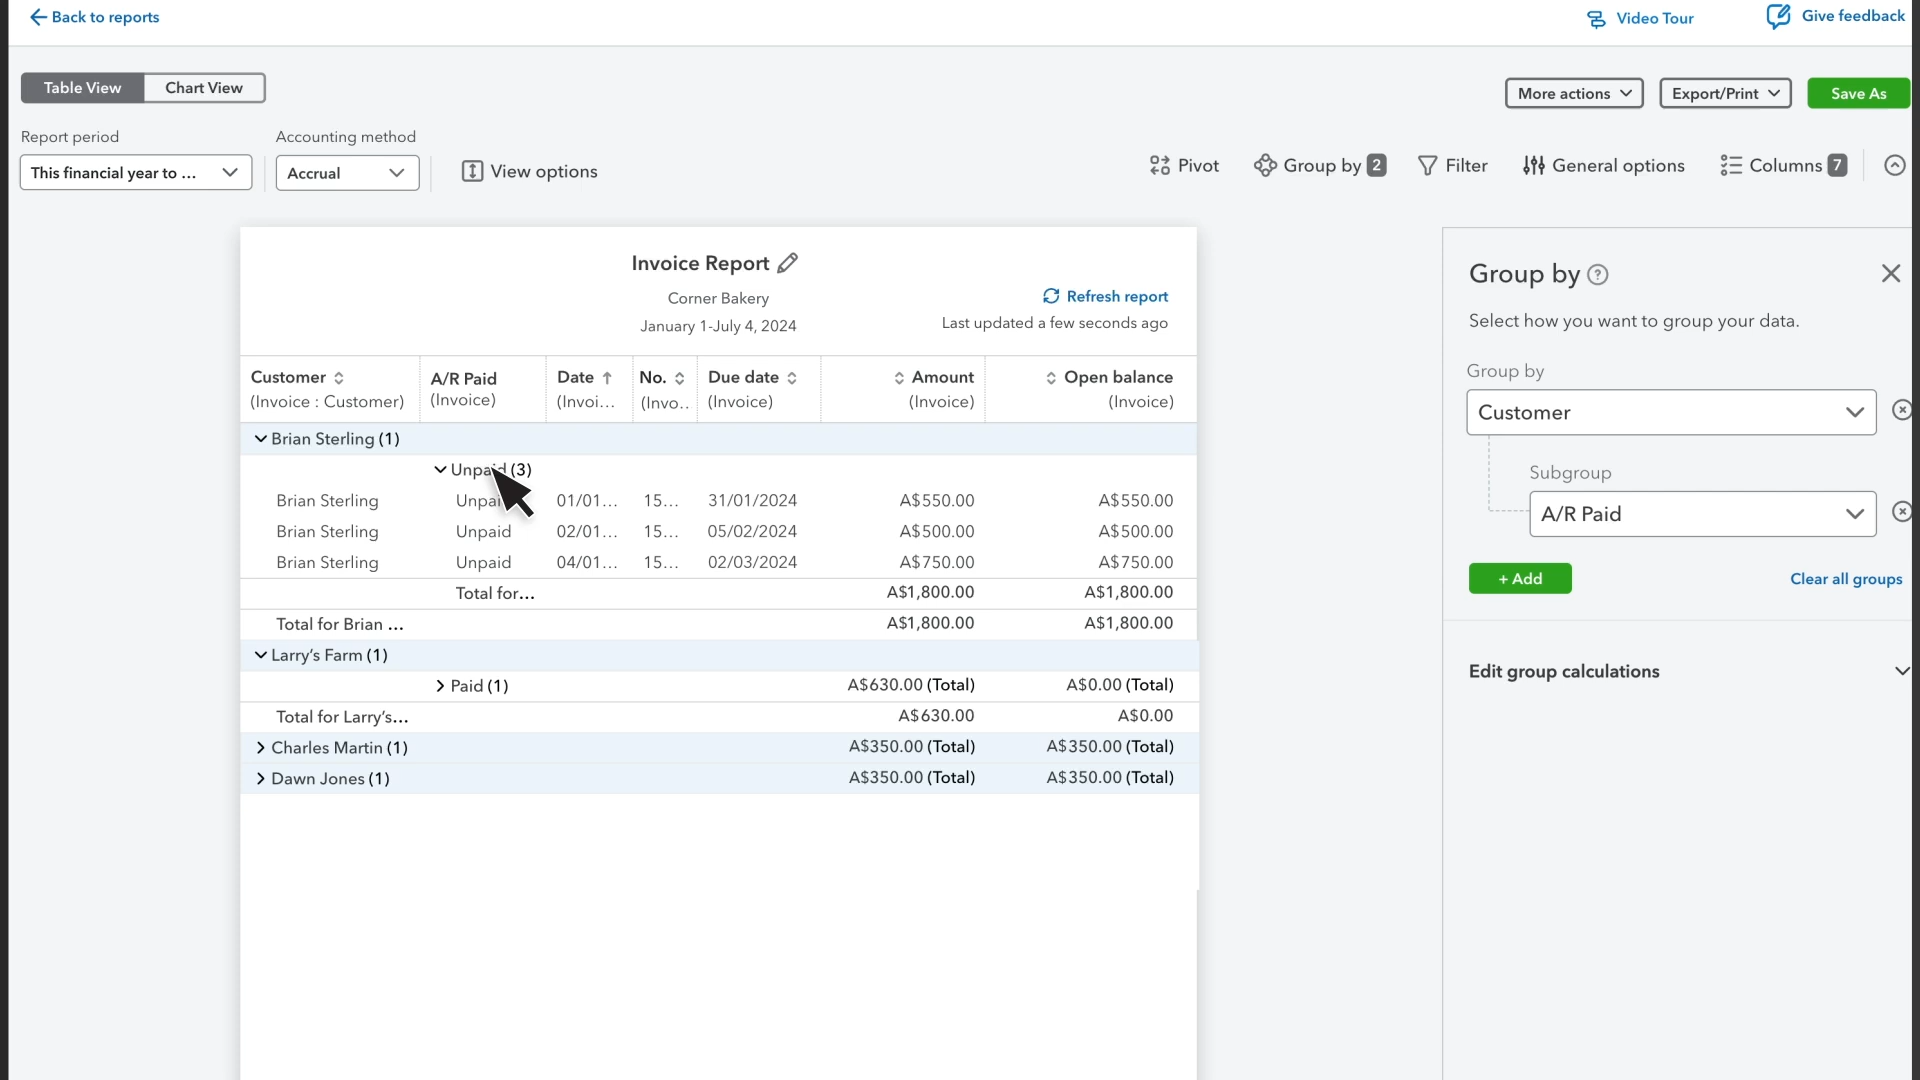 Back to reports
Video Tour
Give feedback
Table View
Chart View
More actions
Export/Print
Save As
Report period
Accounting method
This financial year to ...
Accrual
View options
Pivot
Group by 2
Filter
General options
Columns 7
Invoice Report
Corner Bakery
January 1-July 4, 2024
Refresh report
Last updated a few seconds ago
Customer A/R Paid Date No. Due date Amount Open balance
(Invoice : Customer) (Invoice) (Invoi... (Invo.. (Invoice) (Invoice) (Invoice)
Brian Sterling (1)
Unpaid (3)
Brian Sterling Unpaid 01/01... 15... 31/01/2024 A$550.00 A$550.00
Brian Sterling Unpaid 02/01... 15... 05/02/2024 A$500.00 A$500.00
Brian Sterling Unpaid 04/01... 15... 02/03/2024 A$750.00 A$750.00
Total for... A$1,800.00 A$1,800.00
Total for Brian ... A$1,800.00 A$1,800.00
Larry's Farm (1)
Paid (1) A$630.00 (Total) A$0.00 (Total)
Total for Larry's... A$630.00 A$0.00
Charles Martin (1) A$350.00 (Total) A$350.00 (Total)
Dawn Jones (1) A$350.00 (Total) A$350.00 (Total)
Group by
Select how you want to group your data.
Group by
Customer
Subgroup
A/R Paid
+ Add
Clear all groups
Edit group calculations